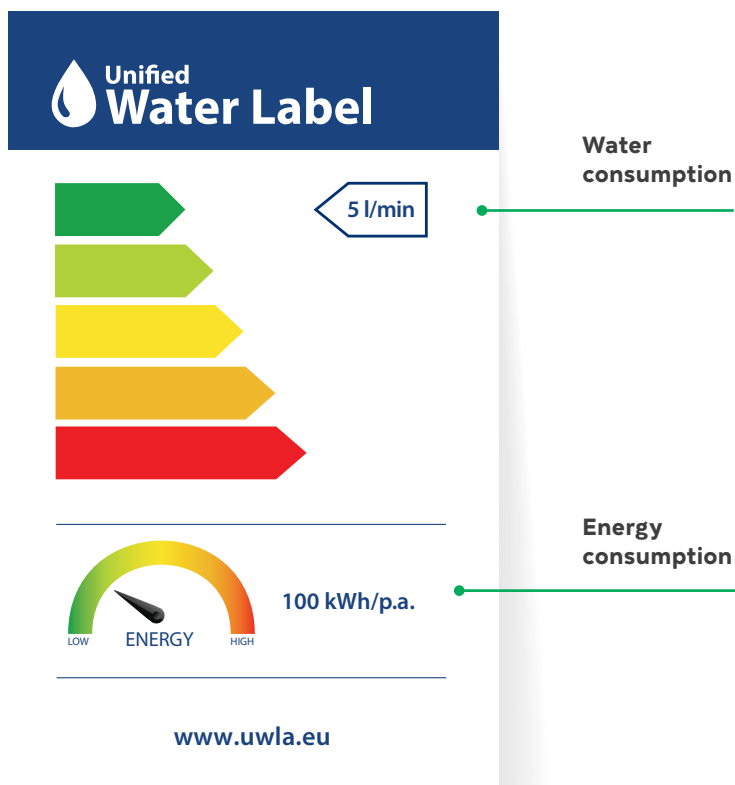 Unified
Water Label
5 l/min
Water
consumption
Energy
consumption
100 kWh/p.a.
LOW
ENERGY
HIGH
www.uwla.eu